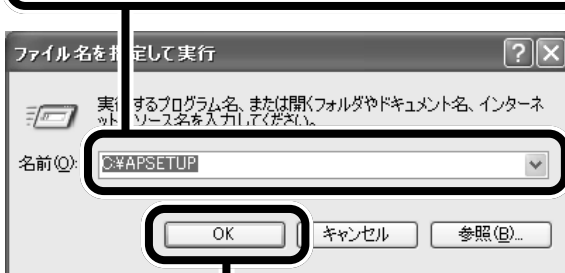 ファイル名を指定して実行
実行するプログラム名、または開くフォルダやドキュメント名、インターネ
ットリソース名を入力してください。
名前(O):
C:¥APSETUP
OK
キャンセル
参照(B)...